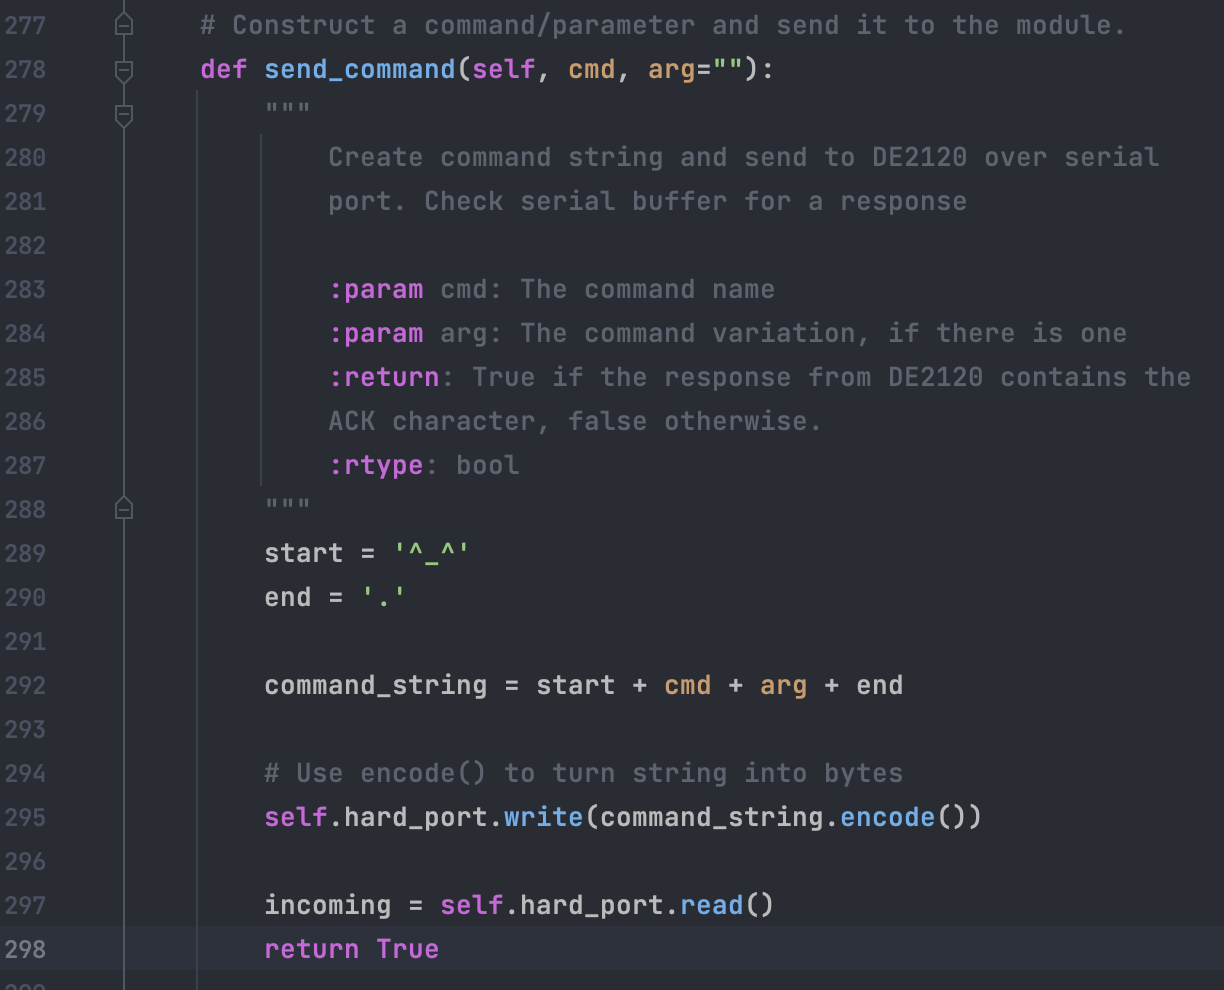 277 # Construct a command/parameter and send it to the module.
278 def send_command(self, cmd, arg=""):
279 """
280 Create command string and send to DE2120 over serial
281 port. Check serial buffer for a response
282
283 :param cmd: The command name
284 :param arg: The command variation, if there is one
285 :return: True if the response from DE2120 contains the
286 ACK character, false otherwise.
287 :rtype: bool
288 """
289 start = '^_^'
290 end = '.'
291
292 command_string = start + cmd + arg + end
293
294 # Use encode() to turn string into bytes
295 self.hard_port.write(command_string.encode())
296
297 incoming = self.hard_port.read()
298 return True